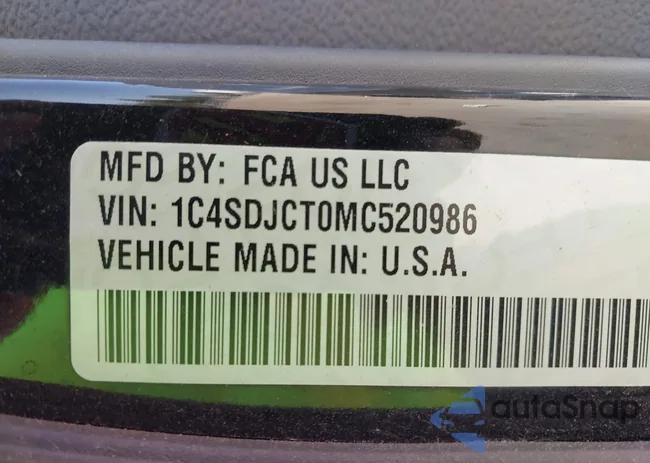 MFD BY: FCA US LLC
VIN: 1C4SDJCT0MC520986
VEHICLE MADE IN: U.S.A.
autoSnap